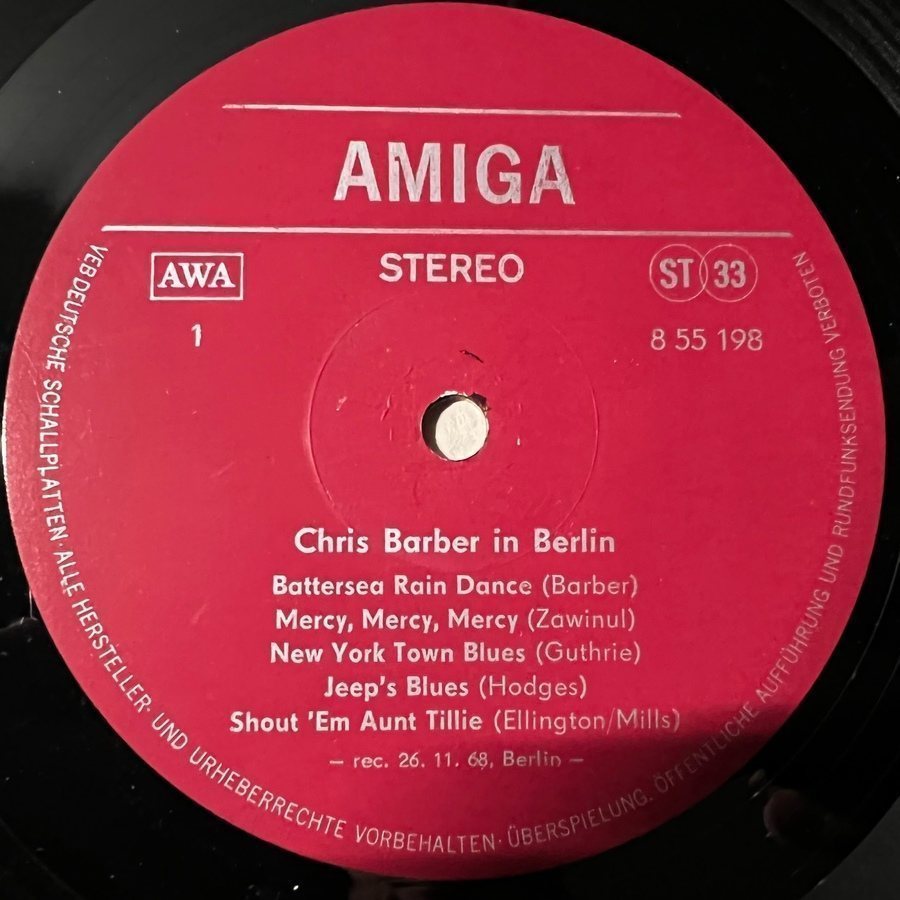 AMIGA
AWA
STEREO
ST 33
1
8 55 198
Chris Barber in Berlin
Battersea Rain Dance (Barber)
Mercy, Mercy, Mercy (Zawinul)
New York Town Blues (Guthrie)
Jeep's Blues (Hodges)
Shout 'Em Aunt Tillie (Ellington/Mills)
– rec. 26. 11. 68, Berlin –
VEB DEUTSCHE SCHALLPLATTEN · ALLE HERSTELLER- UND URHEBERRECHTE VORBEHALTEN · ÜBERSPIELUNG, ÖFFENTLICHE AUFFÜHRUNG UND RUNDFUNKSENDUNG VERBOTEN